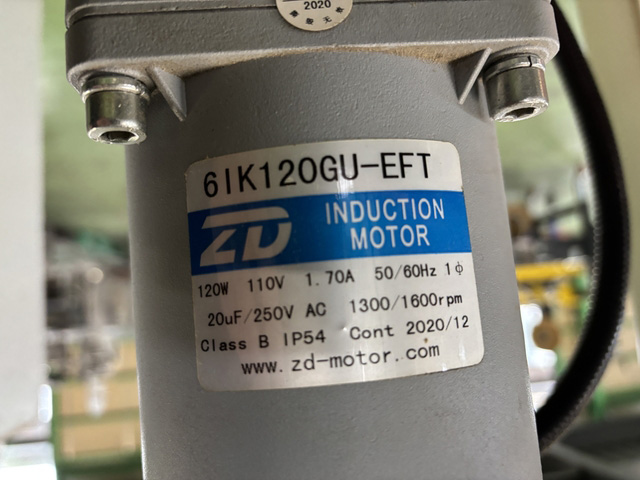 2020
6IK120GU-EFT
ZD INDUCTION
MOTOR
120W 110V 1.70A 50/60Hz 1ϕ
20uF/250V AC 1300/1600rpm
Class B IP54 Cont 2020/12
www.zd-motor.com